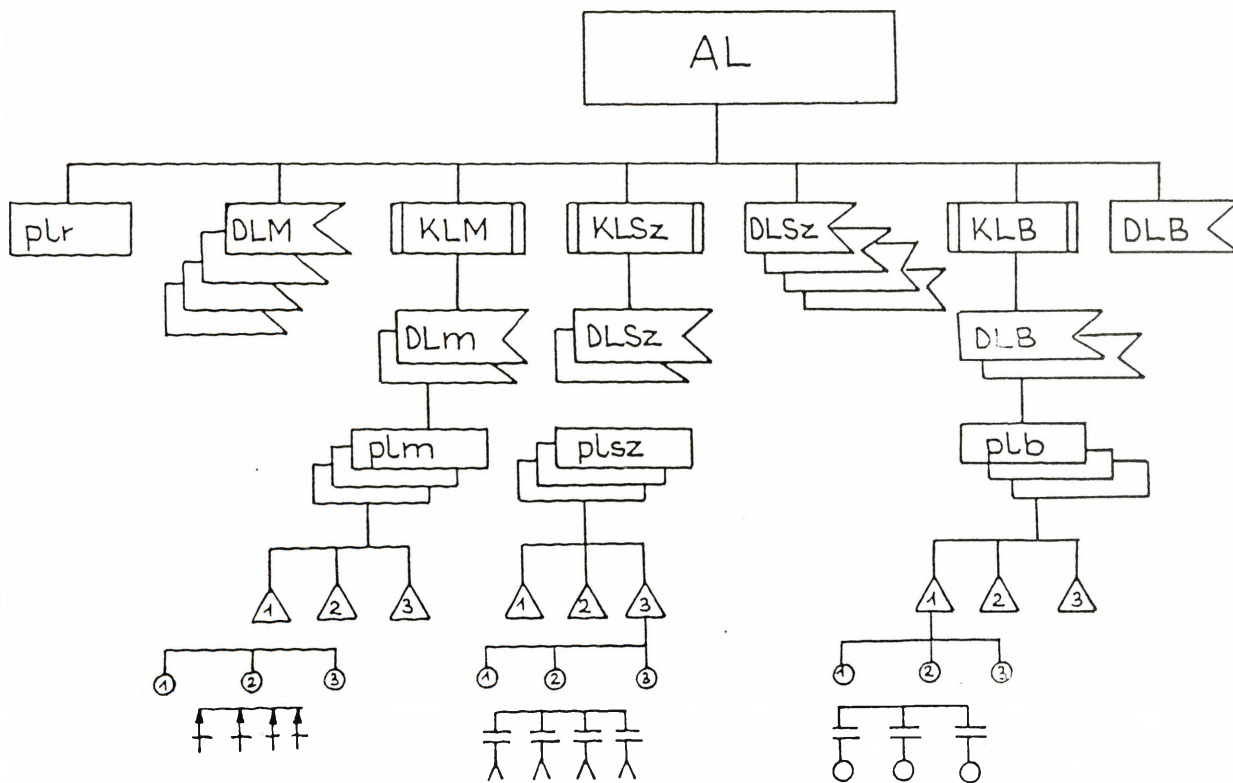 AL
plr DLM KLM KLSz DLSz KLB DLB
DLm DLSz DLB
plm plsz plb
1 2 3 1 2 3 1 2 3
1 2 3 1 2 3 1 2 3